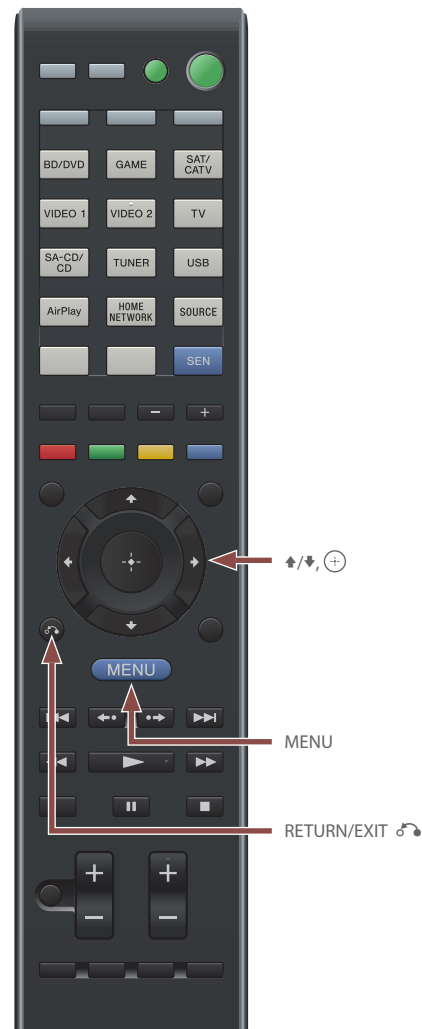 BD/DVD
GAME
SAT/
CATV
VIDEO 1
VIDEO 2
TV
SA-CD/
CD
TUNER
USB
AirPlay
HOME
NETWORK
SOURCE
SEN
− +
⬆/⬇, ⊕
MENU
MENU
RETURN/EXIT
+ +
− −